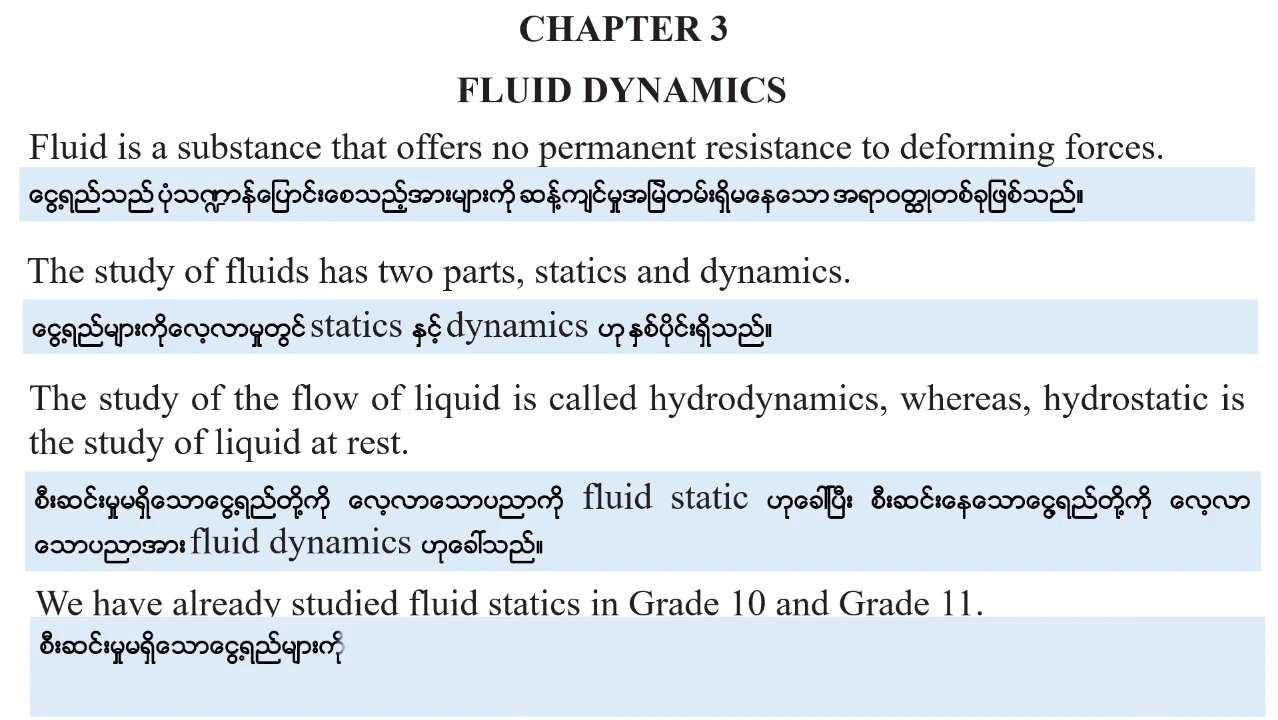 CHAPTER 3
FLUID DYNAMICS
Fluid is a substance that offers no permanent resistance to deforming forces.
ငွေ့ရည်သည် ပုံသဏ္ဍာန်ပြောင်းစေသည့်အားများကို ဆန့်ကျင်မှုအမြဲတမ်းရှိမနေသော အရာဝတ္ထုတစ်ခုဖြစ်သည်။
The study of fluids has two parts, statics and dynamics.
ငွေ့ရည်များကိုလေ့လာမှုတွင် statics နှင့် dynamics ဟု နှစ်ပိုင်းရှိသည်။
The study of the flow of liquid is called hydrodynamics, whereas, hydrostatic is
the study of liquid at rest.
စီးဆင်းမှုမရှိသောငွေ့ရည်တို့ကို လေ့လာသောပညာကို fluid static ဟုခေါ်ပြီး စီးဆင်းနေသောငွေ့ရည်တို့ကို လေ့လာ
သောပညာအား fluid dynamics ဟုခေါ်သည်။
We have already studied fluid statics in Grade 10 and Grade 11.
စီးဆင်းမှုမရှိသောငွေ့ရည်များကို